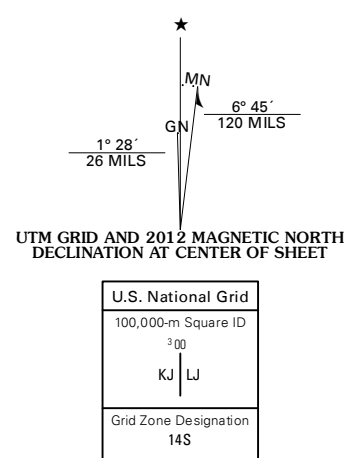 ★
MN
GN
6° 45´
120 MILS
1° 28´
26 MILS
UTM GRID AND 2012 MAGNETIC NORTH
DECLINATION AT CENTER OF SHEET
U.S. National Grid
100,000-m Square ID
³00
KJ LJ
Grid Zone Designation
14S